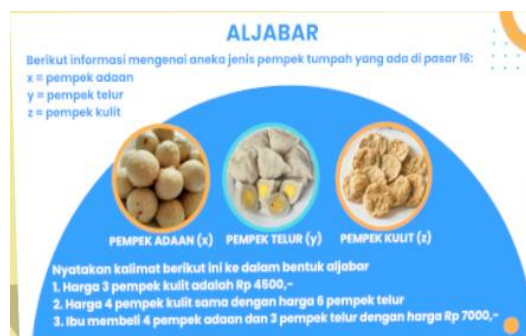 ALJABAR
Berikut informasi mengenai aneka jenis pempek tumpah yang ada di pasar 16:
x = pempek adaan
y = pempek telur
z = pempek kulit
PEMPEK ADAAN (x) PEMPEK TELUR (y) PEMPEK KULIT (z)
Nyatakan kalimat berikut ini ke dalam bentuk aljabar
1. Harga 3 pempek kulit adalah Rp 4500,-
2. Harga 4 pempek kulit sama dengan harga 6 pempek telur
3. Ibu membeli 4 pempek adaan dan 3 pempek telur dengan harga Rp 7000,-